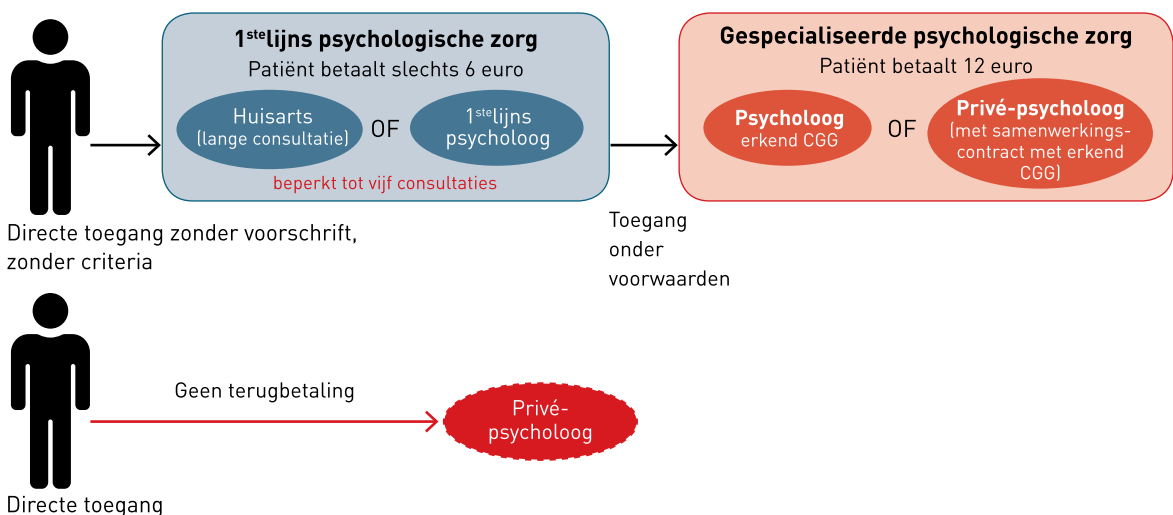 1ste lijns psychologische zorg
Patiënt betaalt slechts 6 euro
Huisarts
(lange consultatie)
OF
1ste lijns
psycholoog
beperkt tot vijf consultaties
Gespecialiseerde psychologische zorg
Patiënt betaalt 12 euro
Psycholoog
erkend CGG
OF
Privé-psycholoog
(met samenwerkings-
contract met erkend
CGG)
Directe toegang zonder voorschrift,
zonder criteria
Toegang
onder
voorwaarden
Geen terugbetaling
Privé-
psycholoog
Directe toegang